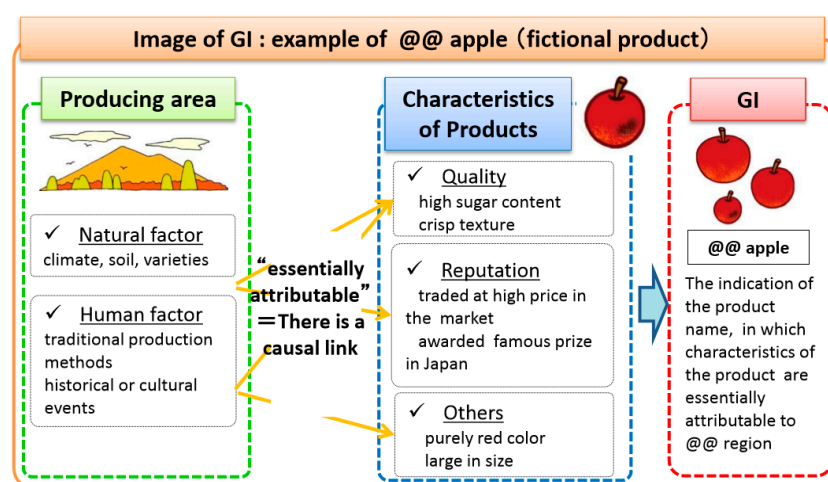 Image of GI : example of @@ apple（fictional product）
Producing area
✓ Natural factor
climate, soil, varieties
✓ Human factor
traditional production
methods
historical or cultural
events
“essentially
attributable”
＝There is a
causal link
Characteristics
of Products
✓ Quality
high sugar content
crisp texture
✓ Reputation
traded at high price in
the market
awarded famous prize
in Japan
✓ Others
purely red color
large in size
GI
@@ apple
The indication of
the product
name, in which
characteristics of
the product are
essentially
attributable to
@@ region